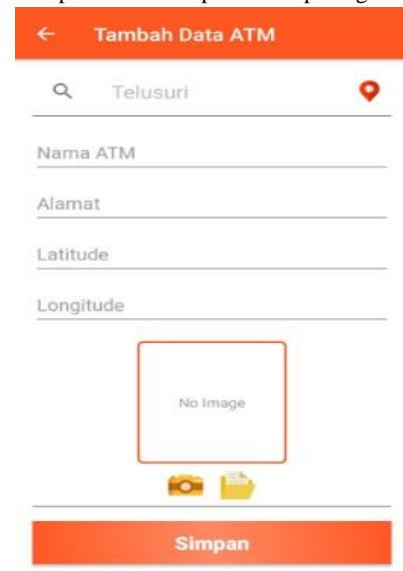 Tambah Data ATM
Telusuri
Nama ATM
Alamat
Latitude
Longitude
No Image
Simpan